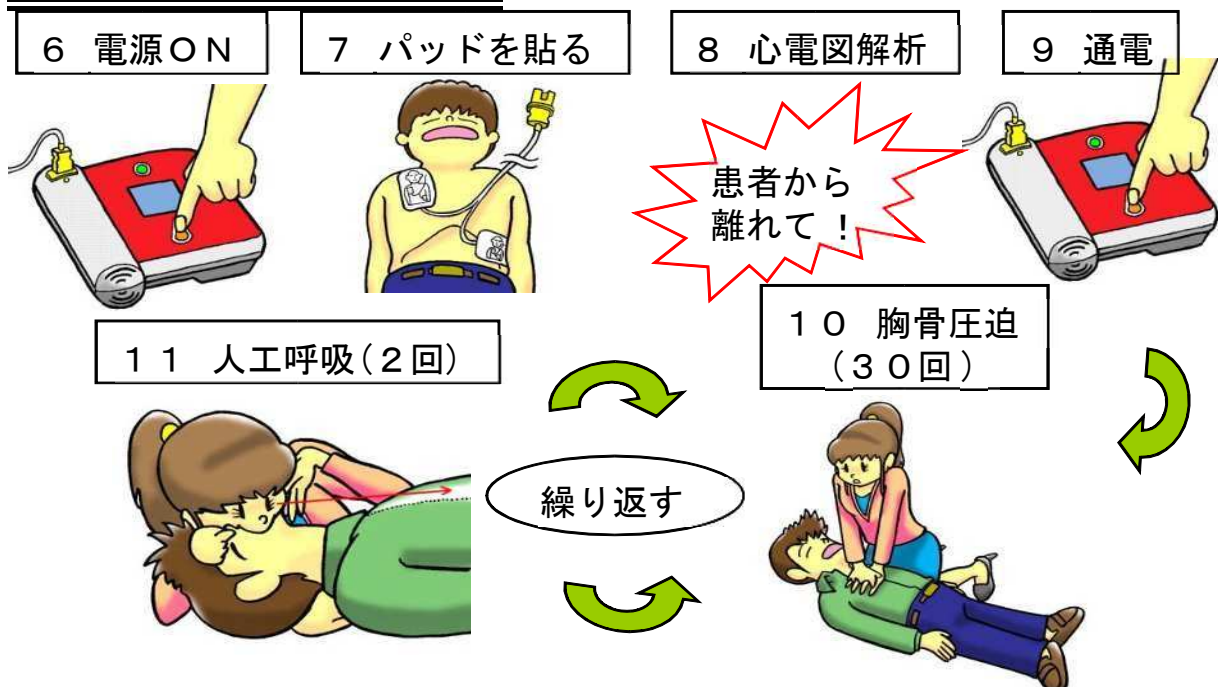 ６ 電源ＯＮ
７ パッドを貼る
８ 心電図解析
９ 通電
患者から
離れて！
１０ 胸骨圧迫
（３０回）
１１ 人工呼吸（２回）
繰り返す